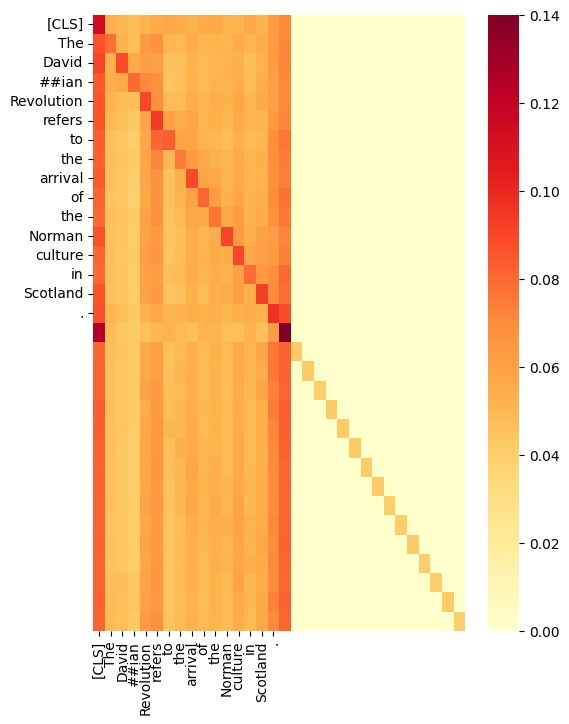 [CLS]
The
David
##ian
Revolution
refers
to
the
arrival
of
the
Norman
culture
in
Scotland
.
0.14
0.12
0.10
0.08
0.06
0.04
0.02
0.00
[CLS]
The
David
##ian
Revolution
refers
to
the
arrival
of
the
Norman
culture
in
Scotland
.